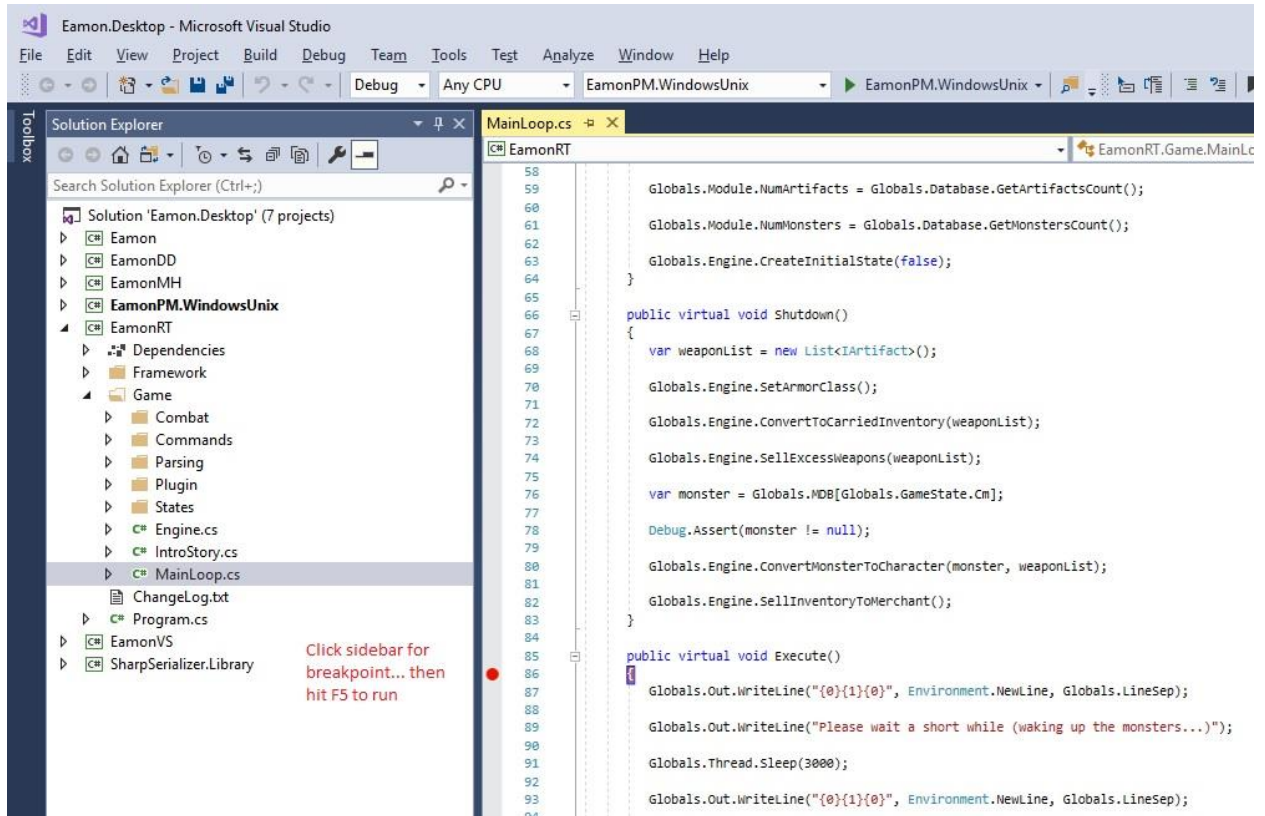 Eamon.Desktop - Microsoft Visual Studio
File Edit View Project Build Debug Team Tools Test Analyze Window Help
Debug Any CPU EamonPM.WindowsUnix EamonPM.WindowsUnix
Toolbox
Solution Explorer
Search Solution Explorer (Ctrl+;)
Solution 'Eamon.Desktop' (7 projects)
C# Eamon
C# EamonDD
C# EamonMH
C# EamonPM.WindowsUnix
C# EamonRT
Dependencies
Framework
Game
Combat
Commands
Parsing
Plugin
States
C# Engine.cs
C# IntroStory.cs
C# MainLoop.cs
ChangeLog.txt
C# Program.cs
C# EamonVS
C# SharpSerializer.Library
Click sidebar for
breakpoint... then
hit F5 to run
MainLoop.cs
C# EamonRT EamonRT.Game.MainLo
58
59 Globals.Module.NumArtifacts = Globals.Database.GetArtifactsCount();
60
61 Globals.Module.NumMonsters = Globals.Database.GetMonstersCount();
62
63 Globals.Engine.CreateInitialState(false);
64 }
65
66 public virtual void Shutdown()
67 {
68 var weaponList = new List<IArtifact>();
69
70 Globals.Engine.SetArmorClass();
71
72 Globals.Engine.ConvertToCarriedInventory(weaponList);
73
74 Globals.Engine.SellExcessWeapons(weaponList);
75
76 var monster = Globals.MDB[Globals.GameState.Cm];
77
78 Debug.Assert(monster != null);
79
80 Globals.Engine.ConvertMonsterToCharacter(monster, weaponList);
81
82 Globals.Engine.SellInventoryToMerchant();
83 }
84
85 public virtual void Execute()
86 {
87 Globals.Out.WriteLine("{0}{1}{0}", Environment.NewLine, Globals.LineSep);
88
89 Globals.Out.WriteLine("Please wait a short while (waking up the monsters...)");
90
91 Globals.Thread.Sleep(3000);
92
93 Globals.Out.WriteLine("{0}{1}{0}", Environment.NewLine, Globals.LineSep);
94